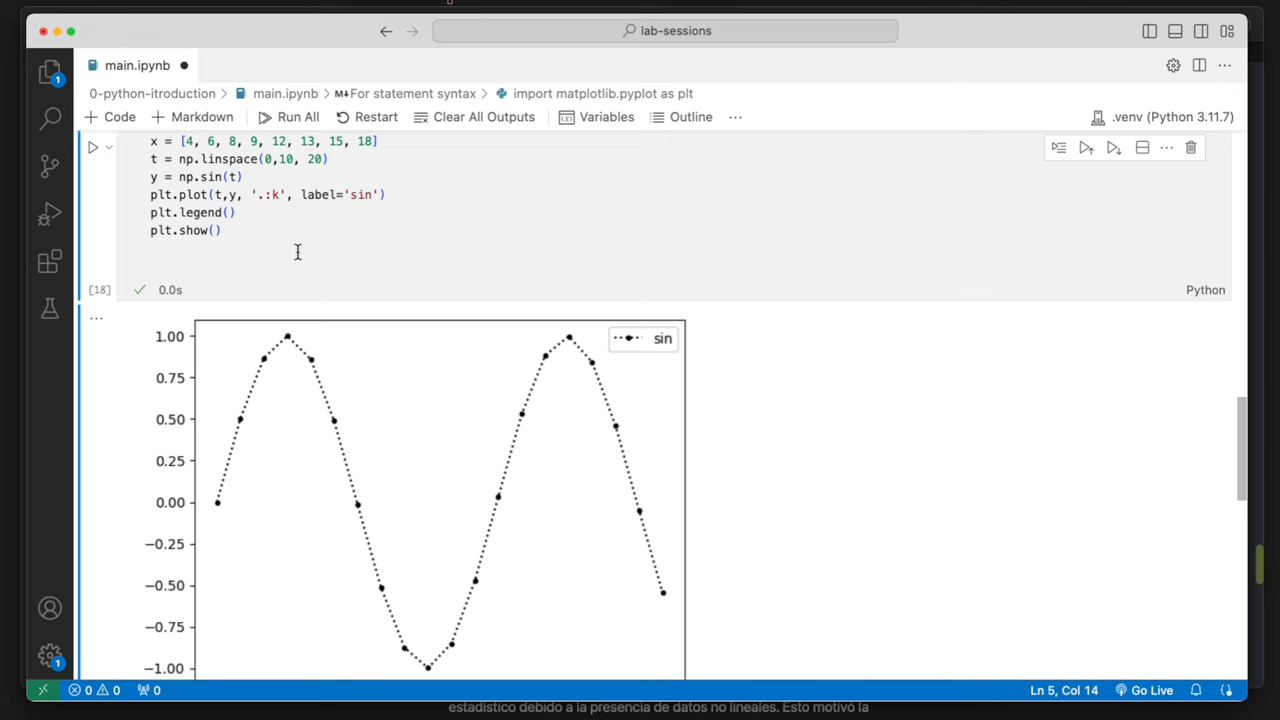 lab-sessions
main.ipynb
0-python-itroduction > main.ipynb > M↓For statement syntax > import matplotlib.pyplot as plt
+ Code + Markdown Run All Restart Clear All Outputs Variables Outline ... .venv (Python 3.11.7)
x = [4, 6, 8, 9, 12, 13, 15, 18]
t = np.linspace(0,10, 20)
y = np.sin(t)
plt.plot(t,y, '.:k', label='sin')
plt.legend()
plt.show()
[18] 0.0s Python
...
sin
1.00
0.75
0.50
0.25
0.00
−0.25
−0.50
−0.75
−1.00
1
1
0 0 0 Ln 5, Col 14 Go Live
estadístico debido a la presencia de datos no lineales. Esto motivó la